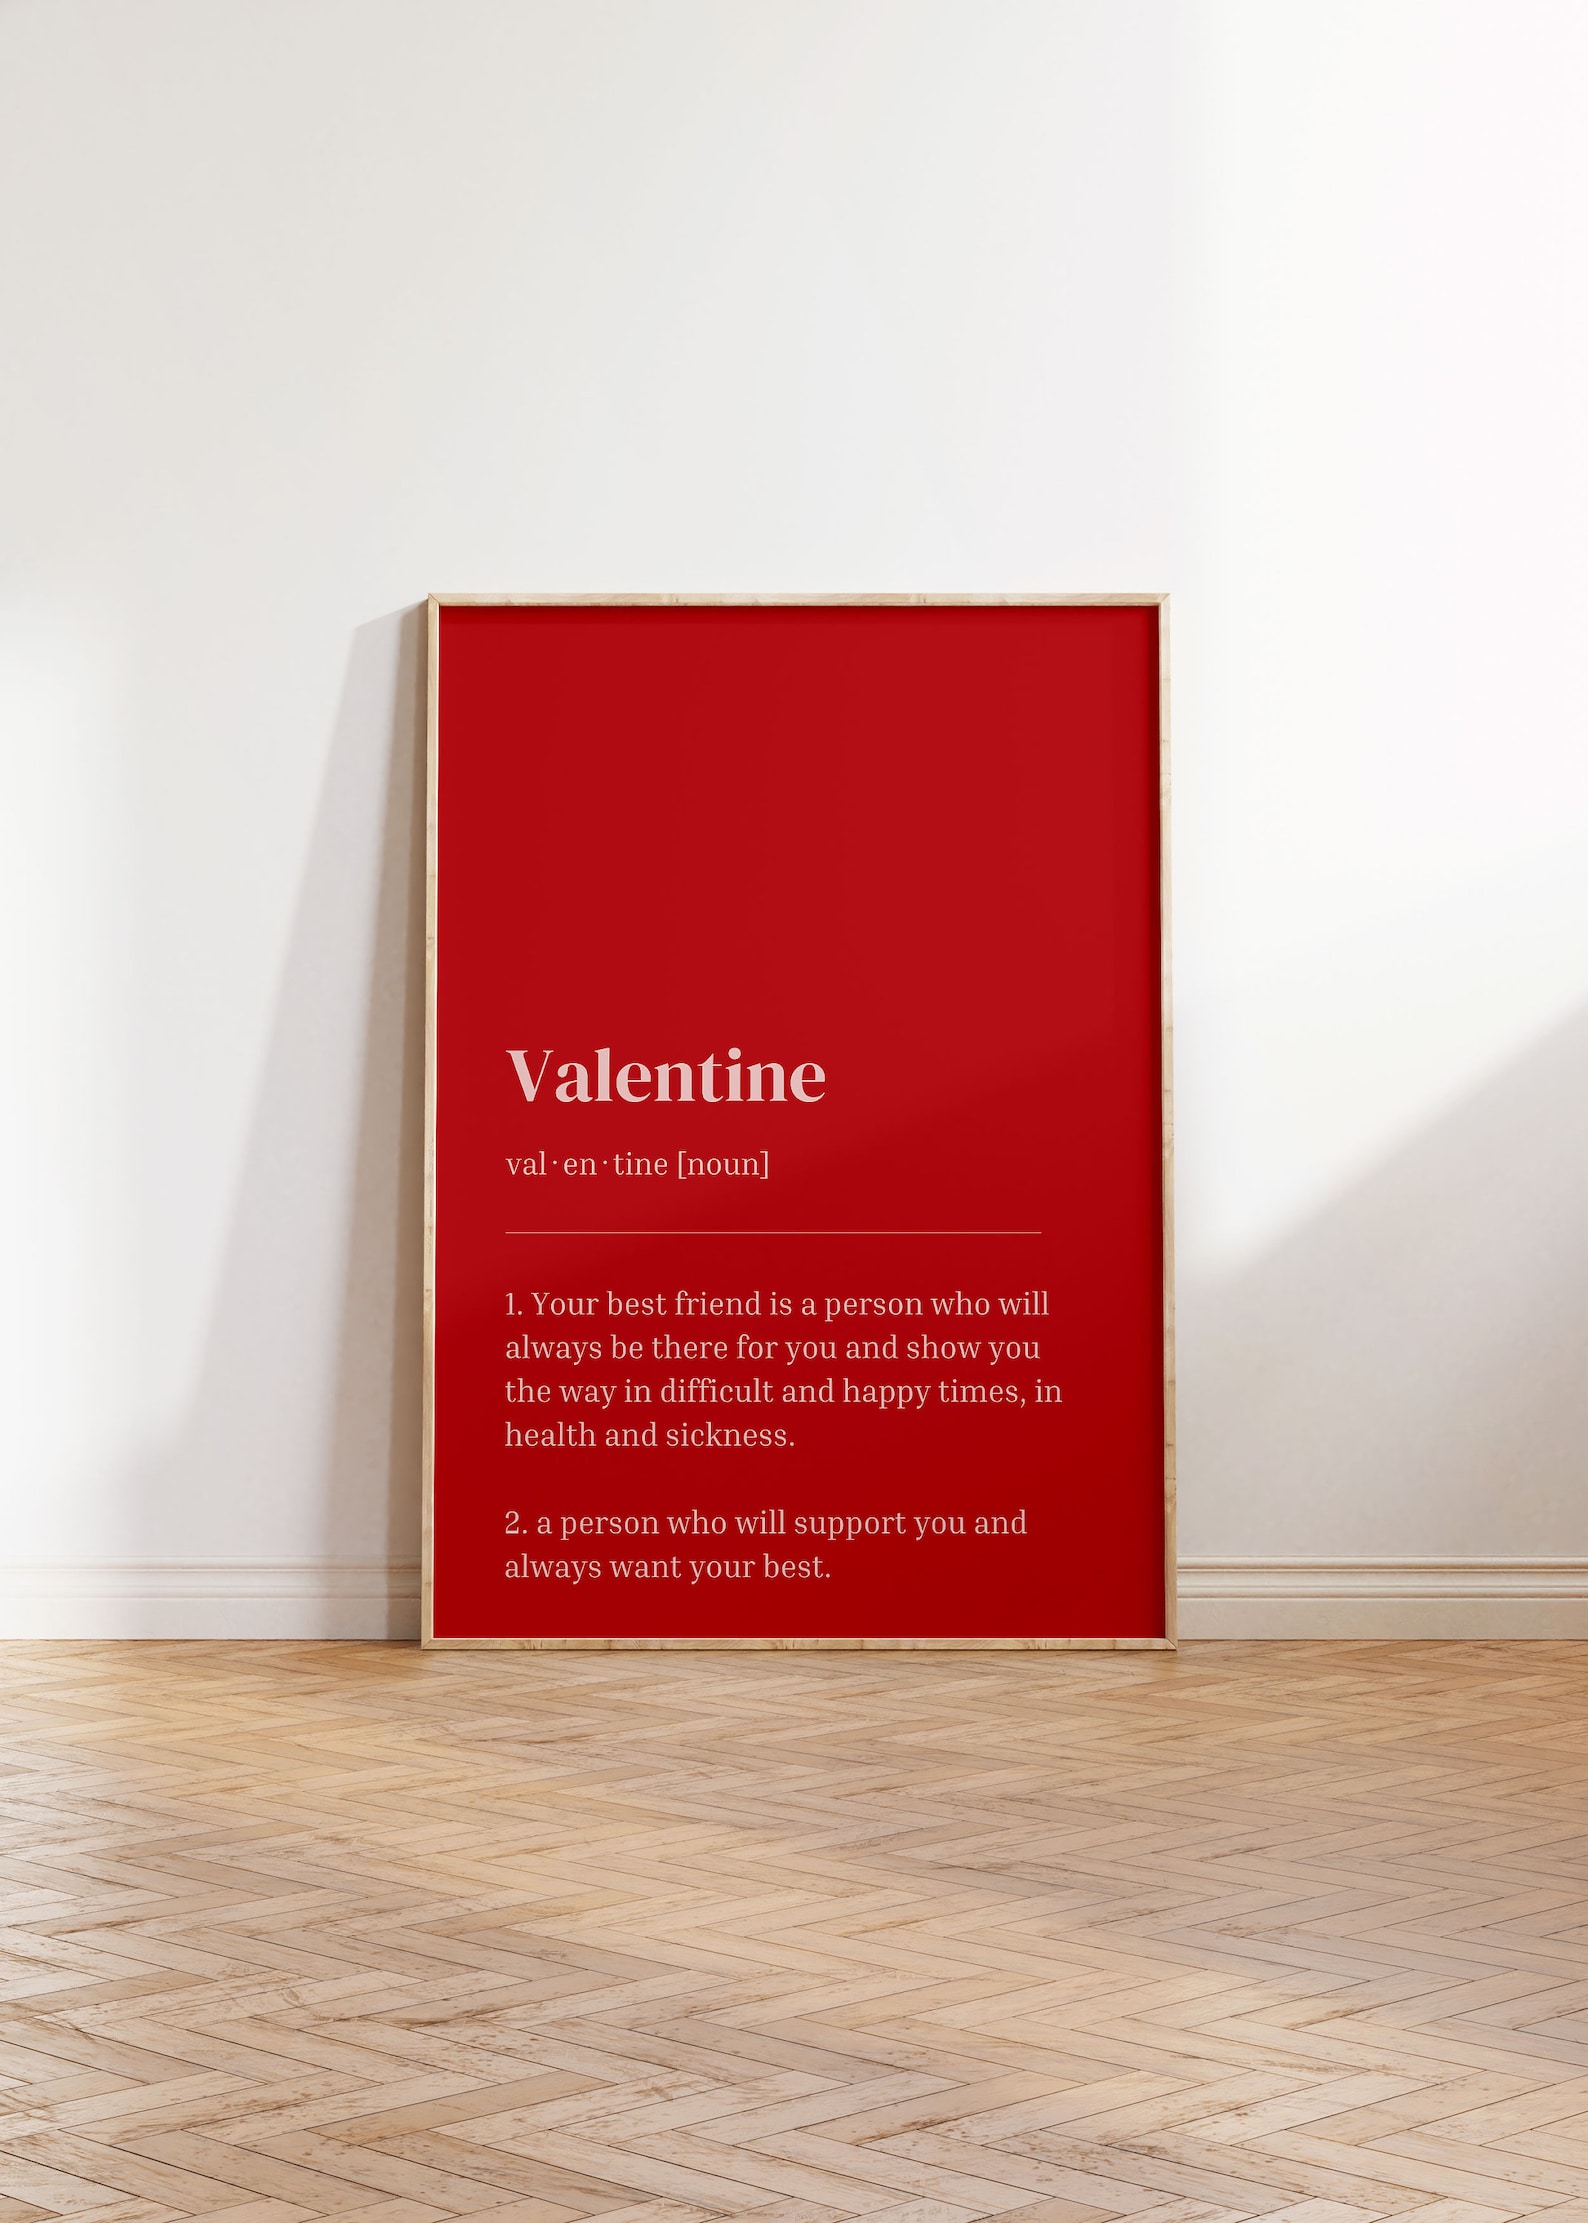 Valentine
val·en·tine [noun]
1. Your best friend is a person who will
always be there for you and show you
the way in difficult and happy times, in
health and sickness.
2. a person who will support you and
always want your best.